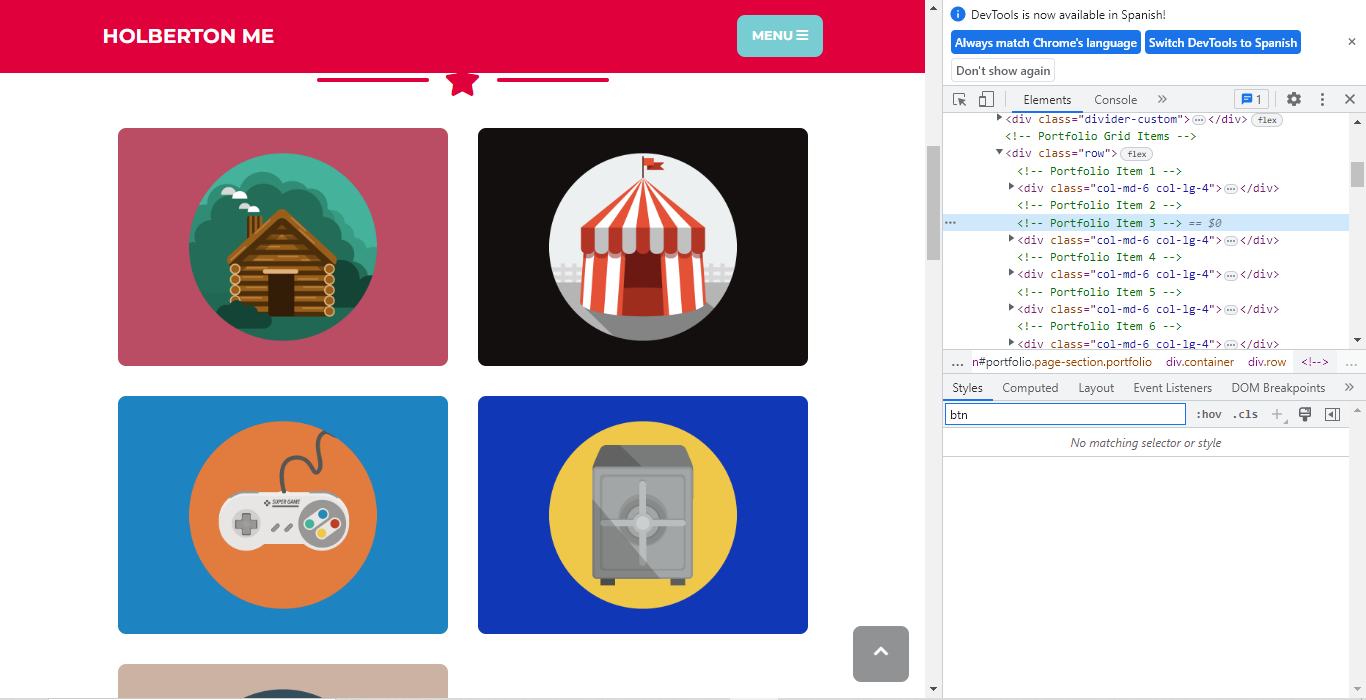 HOLBERTON ME
MENU
SUPER GAME
DevTools is now available in Spanish!
Always match Chrome's language
Switch DevTools to Spanish
Don't show again
Elements
Console
»
1
<div class="divider-custom"> … </div> flex
<!-- Portfolio Grid Items -->
<div class="row"> flex
<!-- Portfolio Item 1 -->
<div class="col-md-6 col-lg-4"> … </div>
<!-- Portfolio Item 2 -->
<!-- Portfolio Item 3 --> == $0
<div class="col-md-6 col-lg-4"> … </div>
<!-- Portfolio Item 4 -->
<div class="col-md-6 col-lg-4"> … </div>
<!-- Portfolio Item 5 -->
<div class="col-md-6 col-lg-4"> … </div>
<!-- Portfolio Item 6 -->
<div class="col-md-6 col-lg-4"> … </div>
... n#portfolio.page-section.portfolio div.container div.row <!--> ...
Styles Computed Layout Event Listeners DOM Breakpoints »
btn :hov .cls +
No matching selector or style